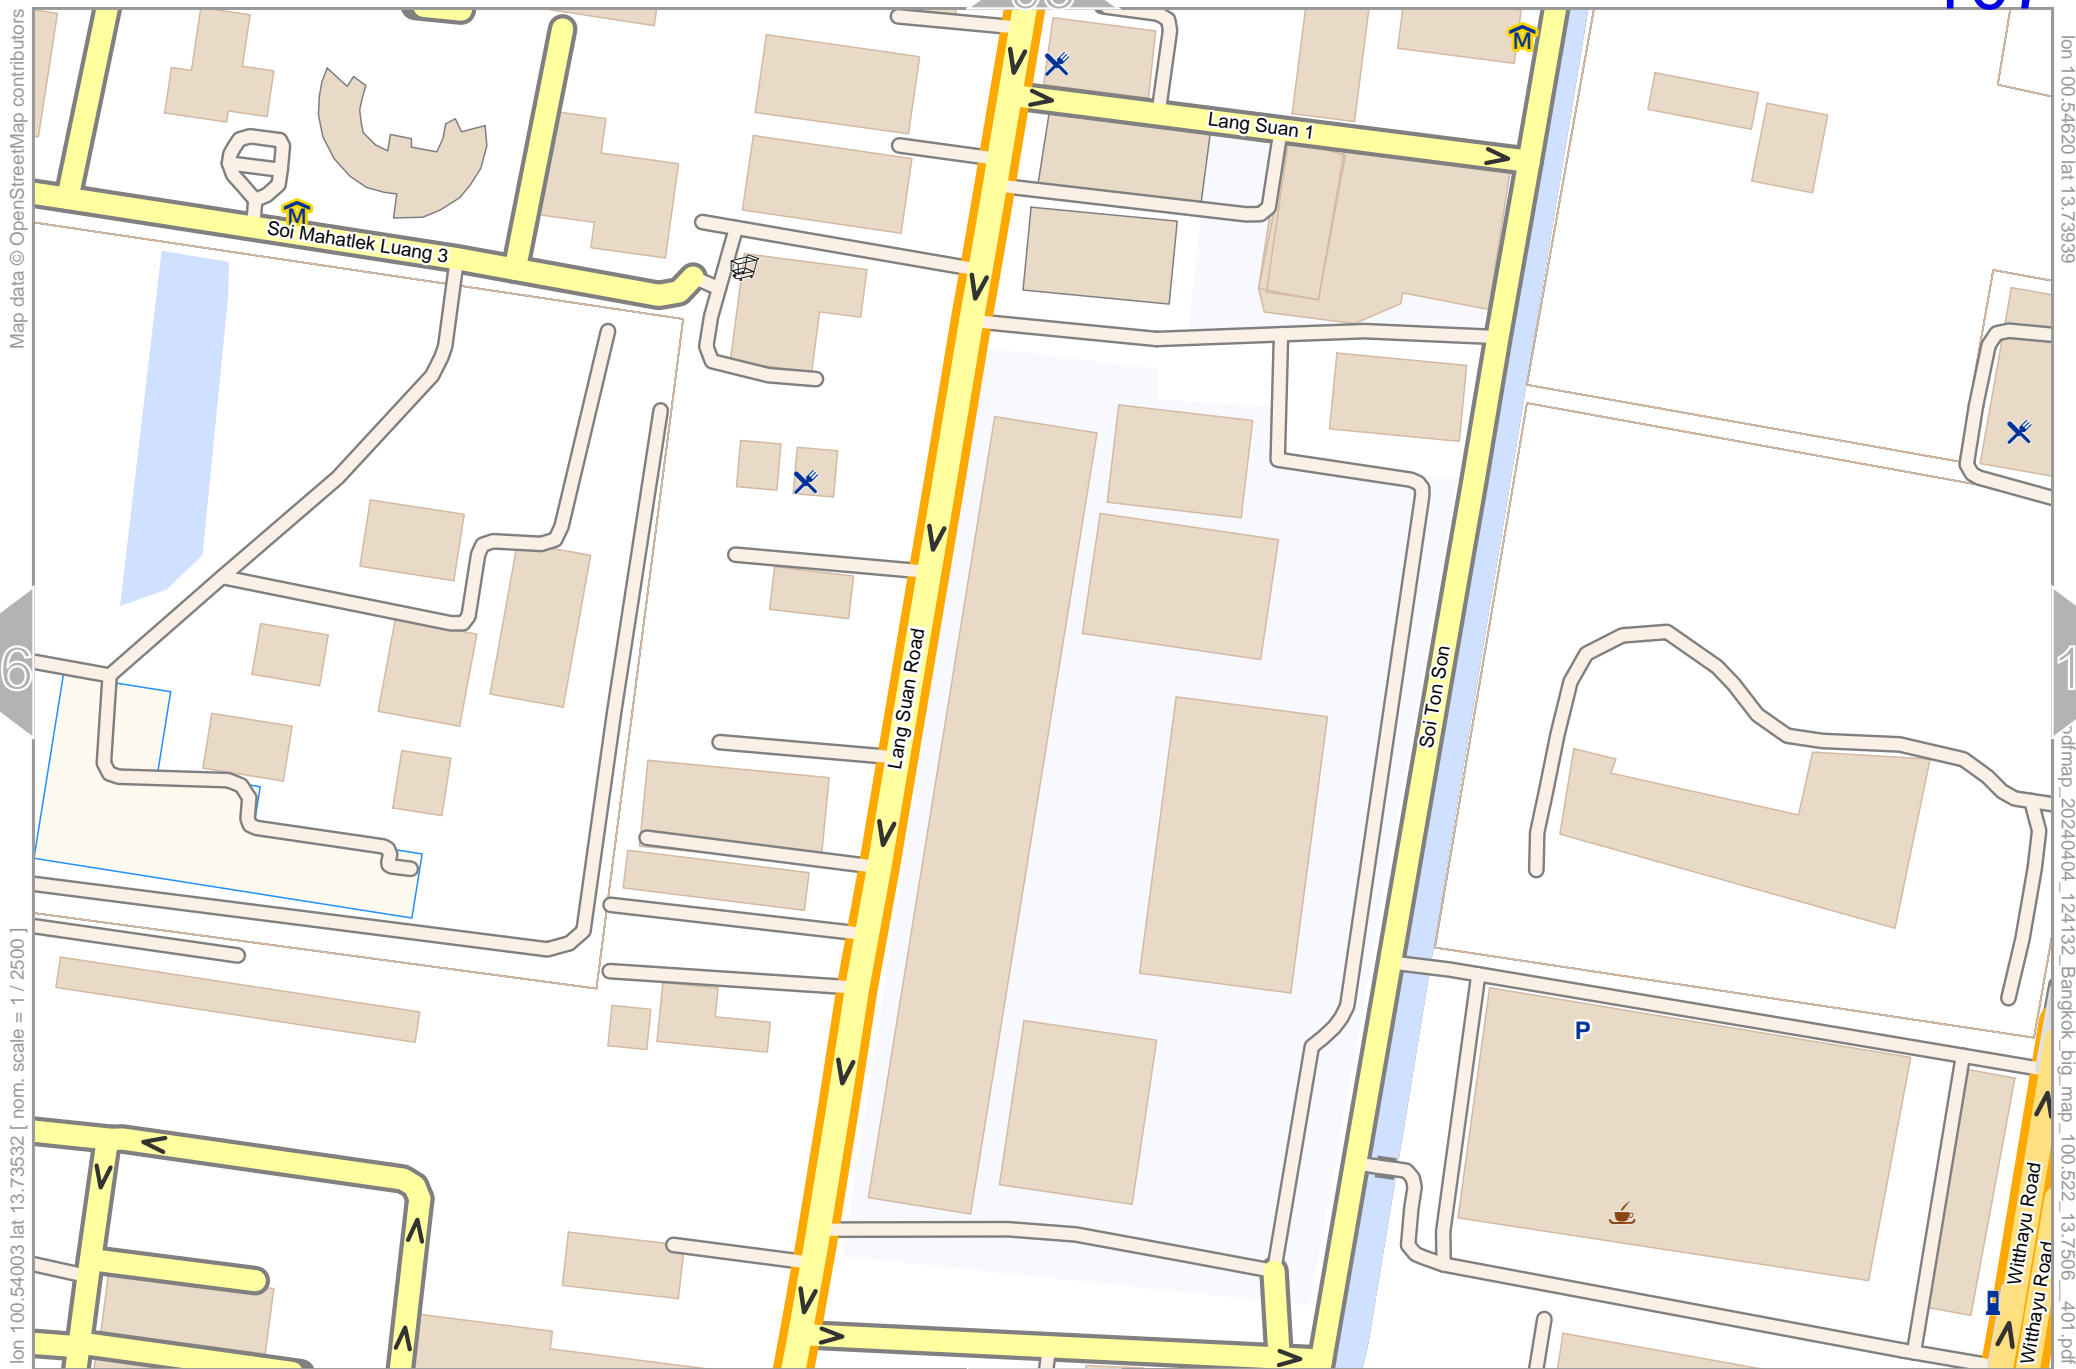 Map data © OpenStreetMap contributors
lon 100.54620 lat 13.73939
Lang Suan 1
Soi Mahatlek Luang 3
M
M
Lang Suan Road
Soi Ton Son
6
1
P
Witthayu Road
Witthayu Road
lon 100.54003 lat 13.73532 [ nom. scale = 1 / 2500 ]
pdfmap_20240404_124132_Bangkok_big_map_100.522_13.7506__401.pdf